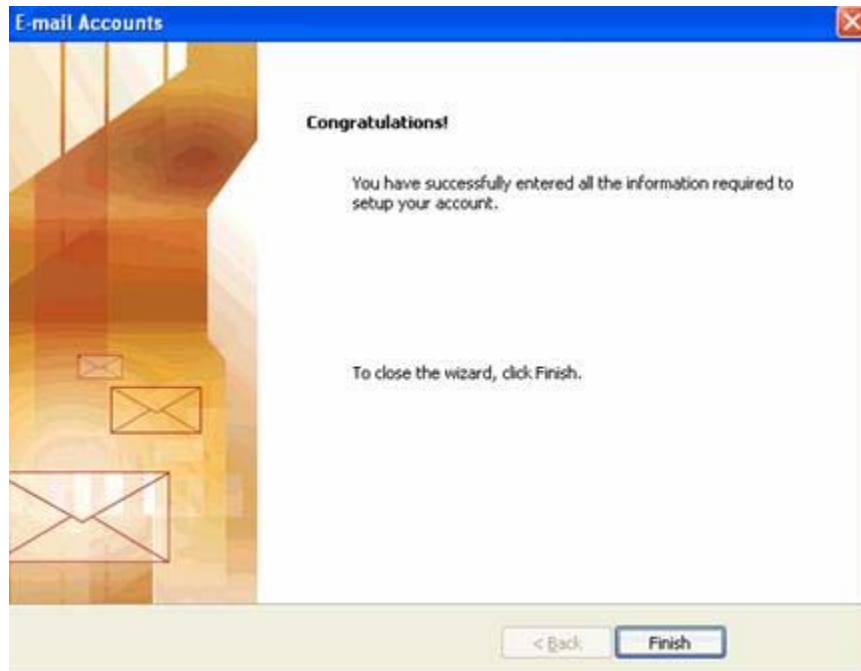 E-mail Accounts
Congratulations!
You have successfully entered all the information required to
setup your account.
To close the wizard, click Finish.
< Back
Finish